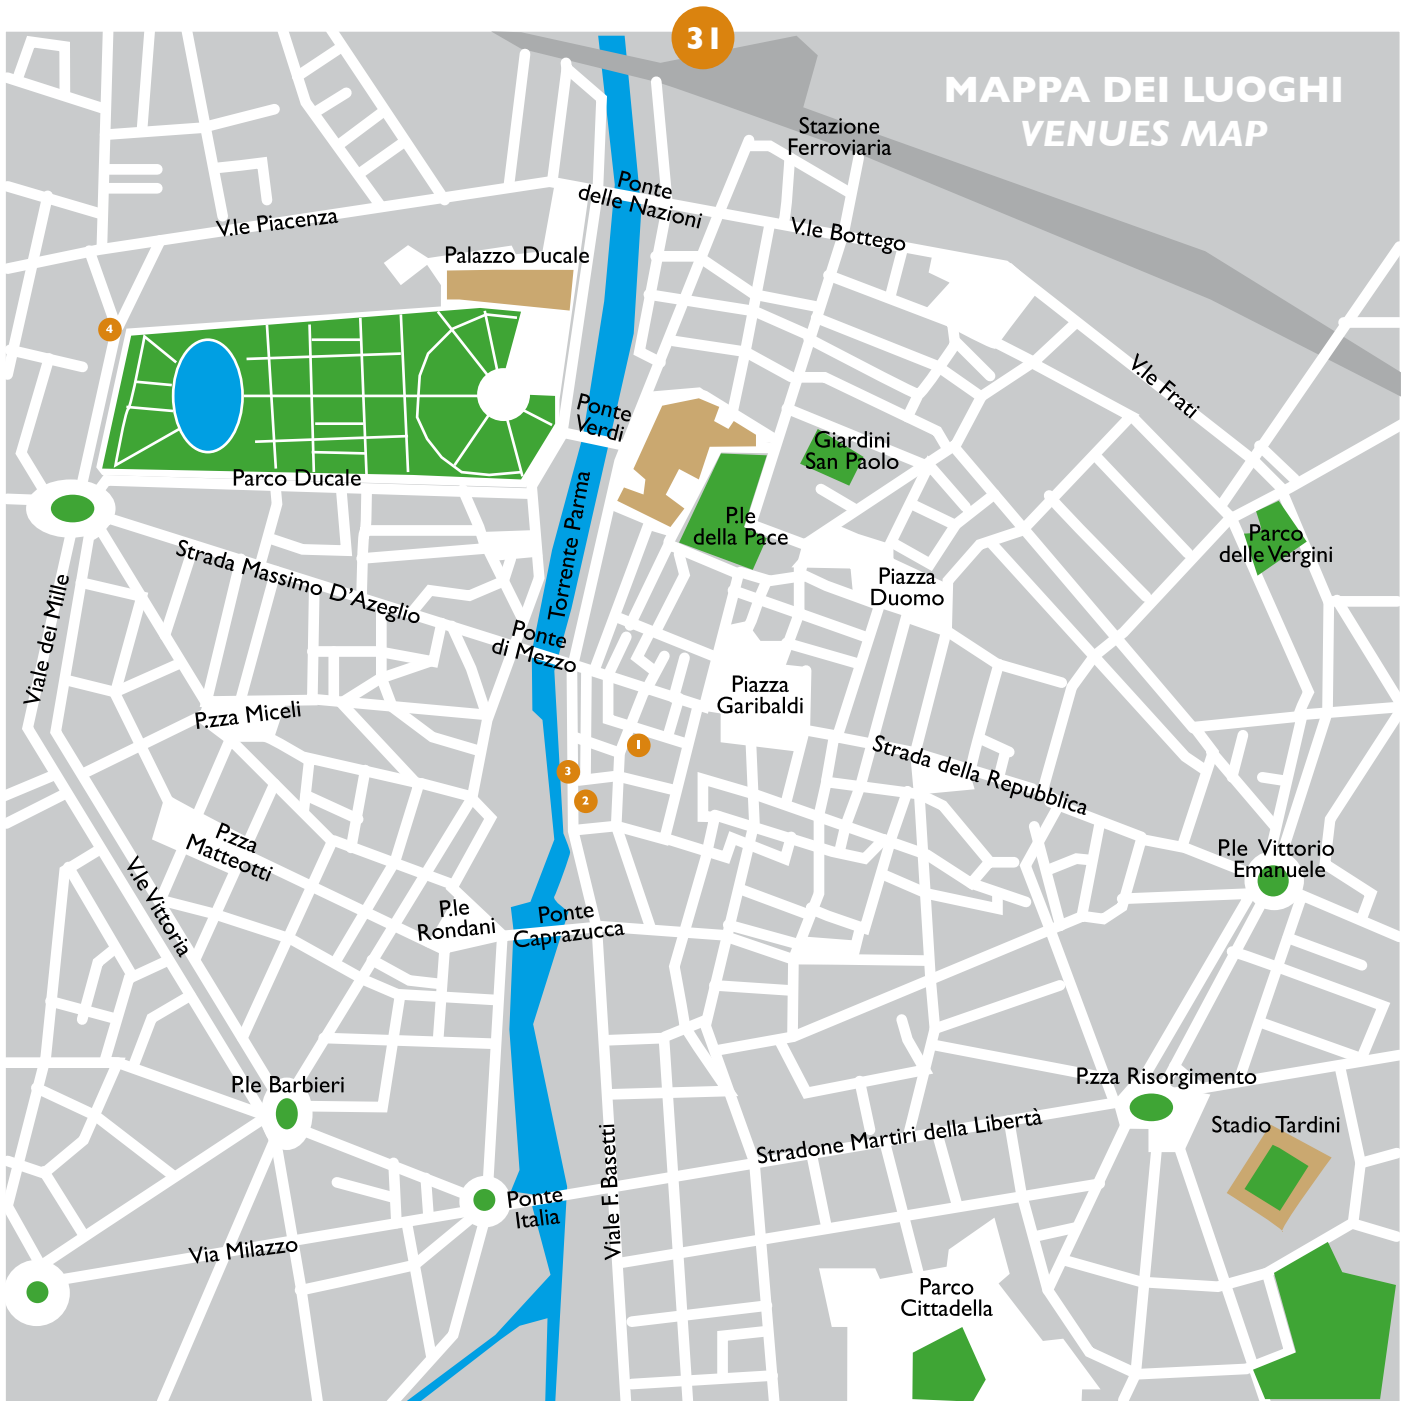 31
MAPPA DEI LUOGHI
VENUES MAP
Stazione
Ferroviaria
Ponte
delle Nazioni
V.le Piacenza
V.le Bottego
Palazzo Ducale
4
V.le Frati
Ponte
Verdi
Giardini
San Paolo
Parco Ducale
P.le
della Pace
Torrente Parma
Parco
delle Vergini
Strada Massimo D'Azeglio
Piazza
Duomo
Viale dei Mille
Ponte
di Mezzo
Piazza
Garibaldi
P.zza Miceli
1
Strada della Repubblica
3
2
P.zza
Matteotti
P.le Vittorio
Emanuele
V.le Vittoria
P.le
Rondani
Ponte
Caprazucca
P.le Barbieri
P.zza Risorgimento
Stradone Martiri della Libertà
Stadio Tardini
Viale F. Basetti
Ponte
Italia
Via Milazzo
Parco
Cittadella